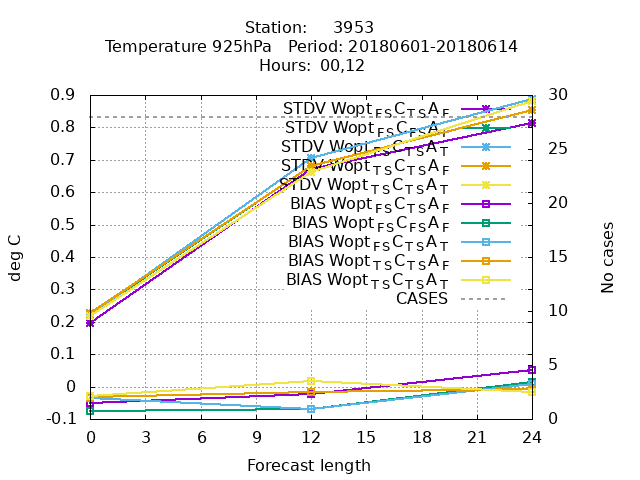 Station: 3953
Temperature 925hPa Period: 20180601-20180614
Hours: 00,12
0.9
0.8
0.7
0.6
0.5
0.4
0.3
0.2
0.1
0
-0.1
deg C
STDV Wopt FS C TS A F
STDV Wopt FS C FS A F
STDV Wopt FS C TS A T
STDV Wopt TS C TS A F
STDV Wopt TS C TS A T
BIAS Wopt FS C TS A F
BIAS Wopt FS C FS A F
BIAS Wopt FS C TS A T
BIAS Wopt TS C TS A F
BIAS Wopt TS C TS A T
CASES
30
25
20
15
10
5
0
No cases
0 3 6 9 12 15 18 21 24
Forecast length